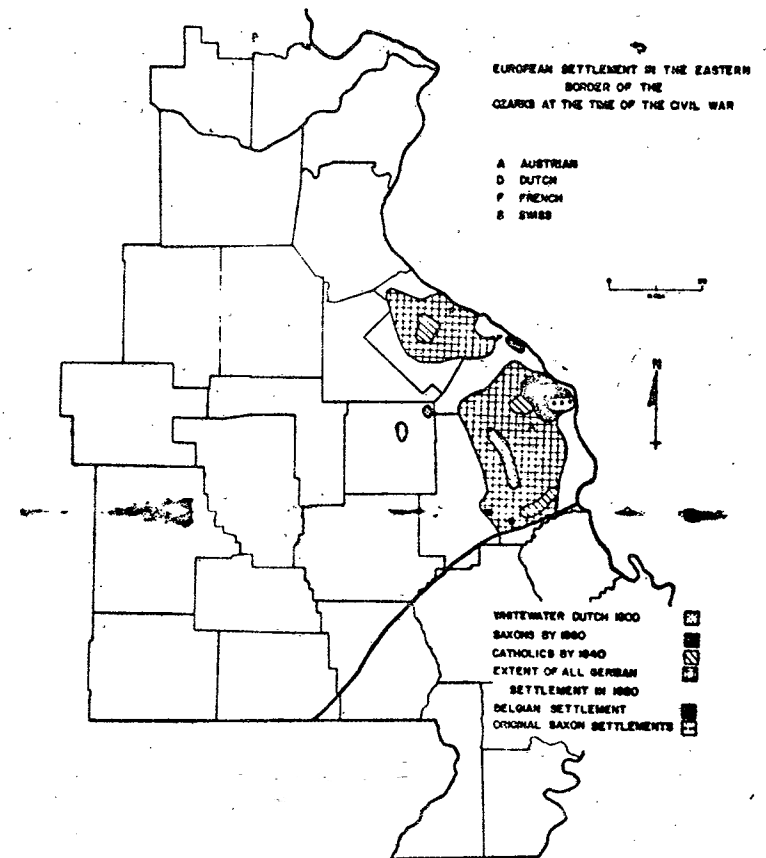 EUROPEAN SETTLEMENT IN THE EASTERN
BORDER OF THE
OZARKS AT THE TIME OF THE CIVIL WAR
A AUSTRIAN
D DUTCH
F FRENCH
S SWISS
F
N
WHITEWATER DUTCH 1800
SAXONS BY 1860
CATHOLICS BY 1840
EXTENT OF ALL GERMAN
SETTLEMENT IN 1860
BELGIAN SETTLEMENT
ORIGINAL SAXON SETTLEMENTS